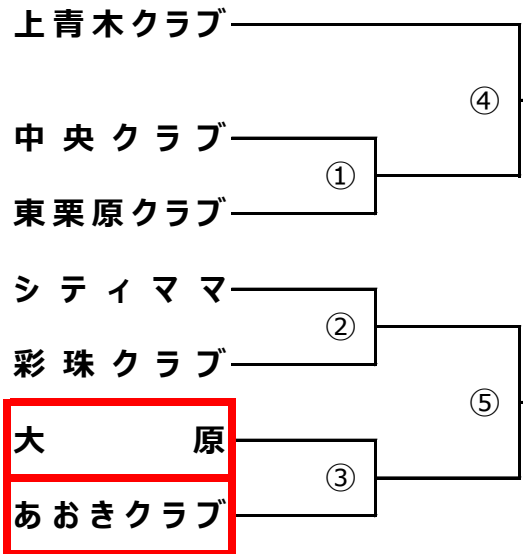 上青木クラブ
④
中央クラブ
①
東栗原クラブ
シティママ
②
彩珠クラブ
⑤
大原
③
あおきクラブ